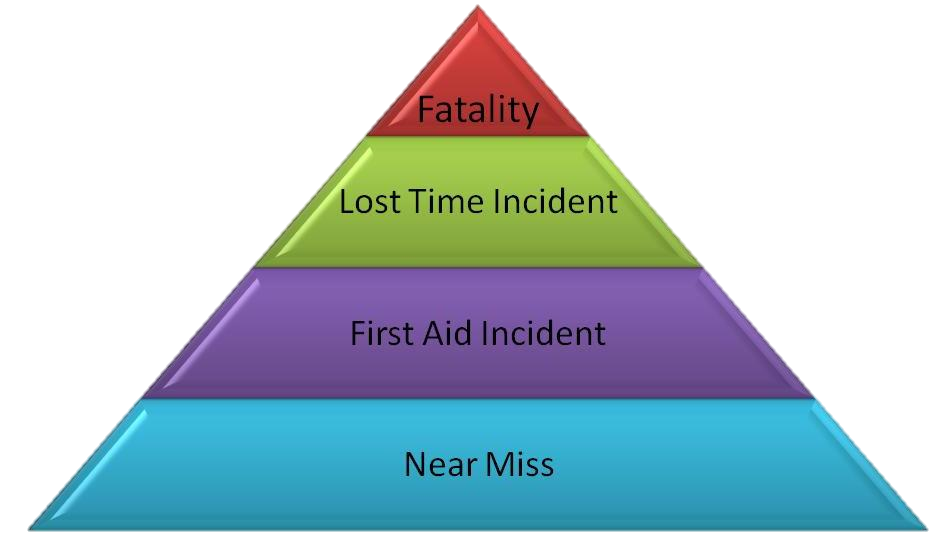 Fatality
Lost Time Incident
First Aid Incident
Near Miss